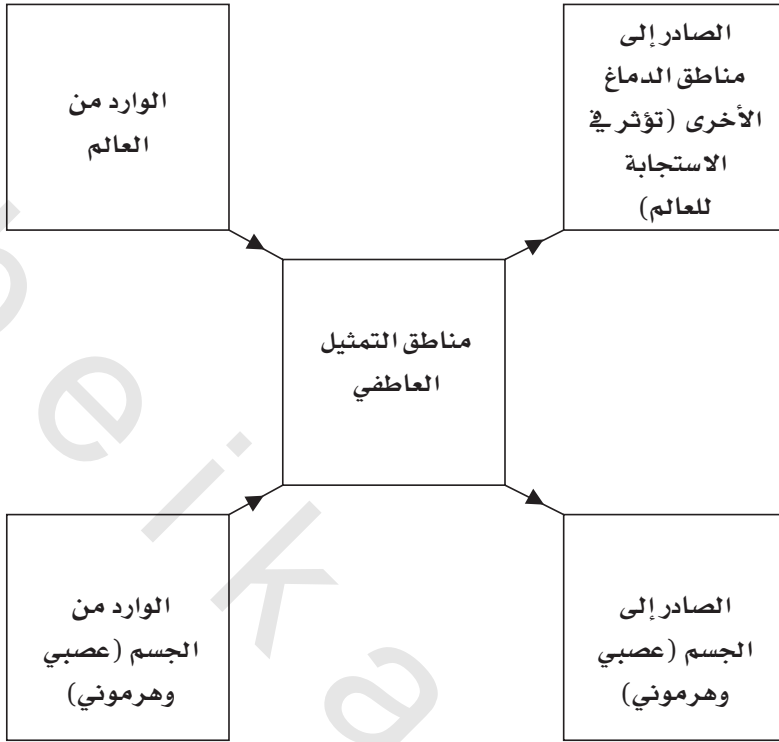 الصادر إلى
مناطق الدماغ
الأخرى (تؤثر في
الاستجابة
للعالم)
الوارد من
العالم
مناطق التمثيل
العاطفي
الصادر إلى
الجسم (عصبي
وهرموني)
الوارد من
الجسم (عصبي
وهرموني)